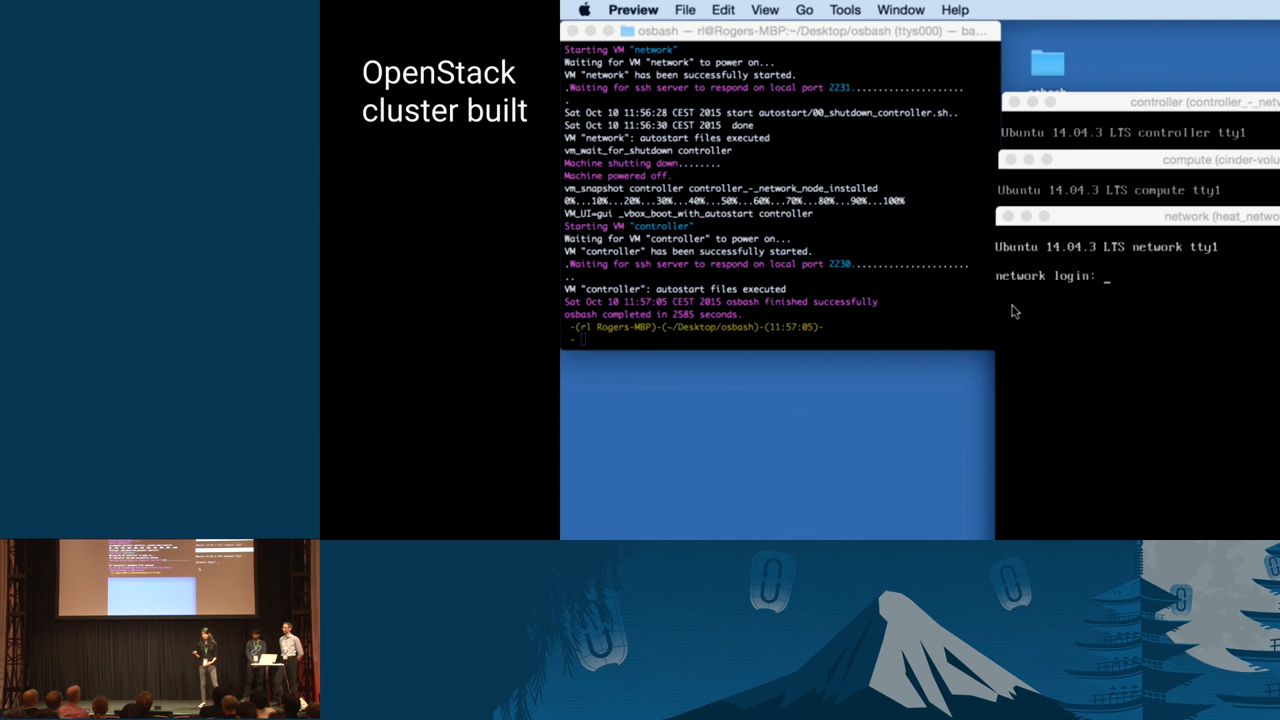 OpenStack
cluster built
Preview File Edit View Go Tools Window Help
osbash — rl@Rogers-MBP:~/Desktop/osbash (ttys000) — ba...
Starting VM "network"
Waiting for VM "network" to power on...
VM "network" has been successfully started.
.Waiting for ssh server to respond on local port 2231......................
.
Sat Oct 10 11:56:28 CEST 2015 start autostart/00_shutdown_controller.sh..
Sat Oct 10 11:56:30 CEST 2015  done
VM "network": autostart files executed
vm_wait_for_shutdown controller
Machine shutting down........
Machine powered off.
vm_snapshot controller controller_-_network_node_installed
0%...10%...20%...30%...40%...50%...60%...70%...80%...90%...100%
VM_UI=gui _vbox_boot_with_autostart controller
Starting VM "controller"
Waiting for VM "controller" to power on...
VM "controller" has been successfully started.
.Waiting for ssh server to respond on local port 2230.......................
..
VM "controller": autostart files executed
Sat Oct 10 11:57:05 CEST 2015 osbash finished successfully
osbash completed in 2585 seconds.
-(rl Rogers-MBP)-(~/Desktop/osbash)-(11:57:05)-
-
controller (controller_-_netw
Ubuntu 14.04.3 LTS controller tty1
compute (cinder-volu
Ubuntu 14.04.3 LTS compute tty1
network (heat_netwo
Ubuntu 14.04.3 LTS network tty1
network login: _